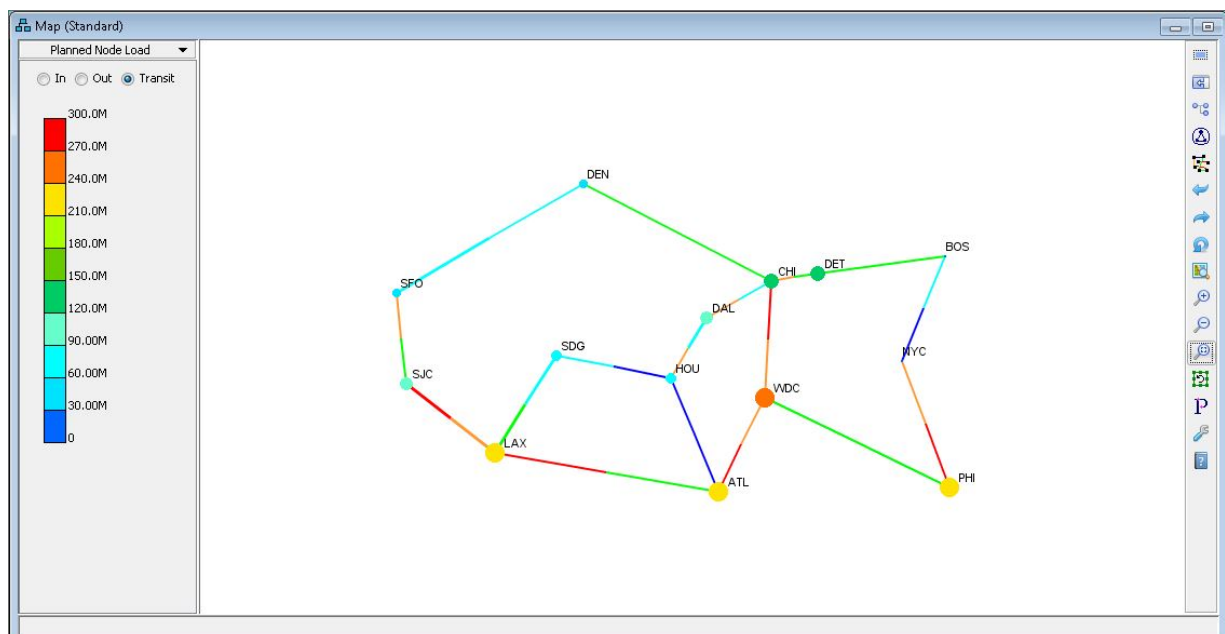 Map (Standard)
Planned Node Load
In Out Transit
300.0M
270.0M
240.0M
210.0M
180.0M
150.0M
120.0M
90.00M
60.00M
30.00M
0
DEN
BOS
DET
CHI
SFO
DAL
SDG
NYC
HOU
SJC
WDC
LAX
ATL
PHI
P
?